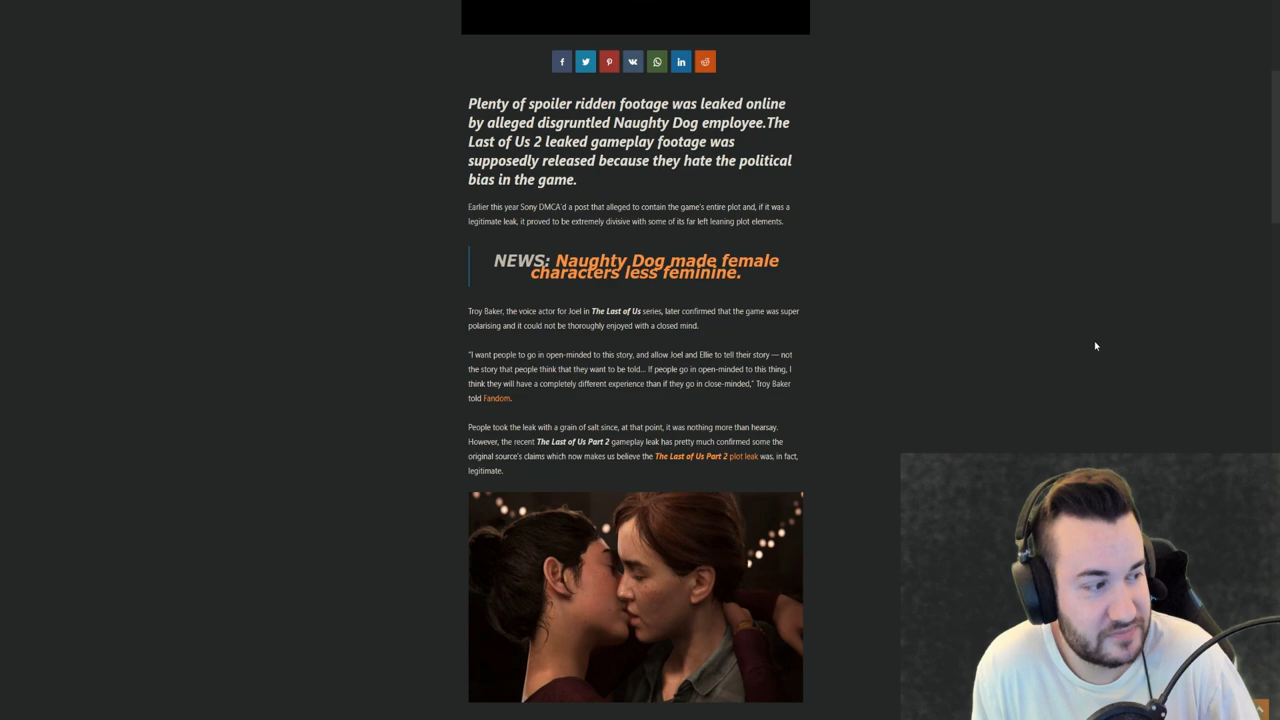 Plenty of spoiler ridden footage was leaked online
by alleged disgruntled Naughty Dog employee.The
Last of Us 2 leaked gameplay footage was
supposedly released because they hate the political
bias in the game.
Earlier this year Sony DMCA'd a post that alleged to contain the game's entire plot and, if it was a
legitimate leak, it proved to be extremely divisive with some of its far left leaning plot elements.
NEWS: Naughty Dog made female
characters less feminine.
Troy Baker, the voice actor for Joel in The Last of Us series, later confirmed that the game was super
polarising and it could not be thoroughly enjoyed with a closed mind.
"I want people to go in open-minded to this story, and allow Joel and Ellie to tell their story — not
the story that people think that they want to be told... If people go in open-minded to this thing, I
think they will have a completely different experience than if they go in close-minded," Troy Baker
told Fandom.
People took the leak with a grain of salt since, at that point, it was nothing more than hearsay.
However, the recent The Last of Us Part 2 gameplay leak has pretty much confirmed some the
original source's claims which now makes us believe the The Last of Us Part 2 plot leak was, in fact,
legitimate.